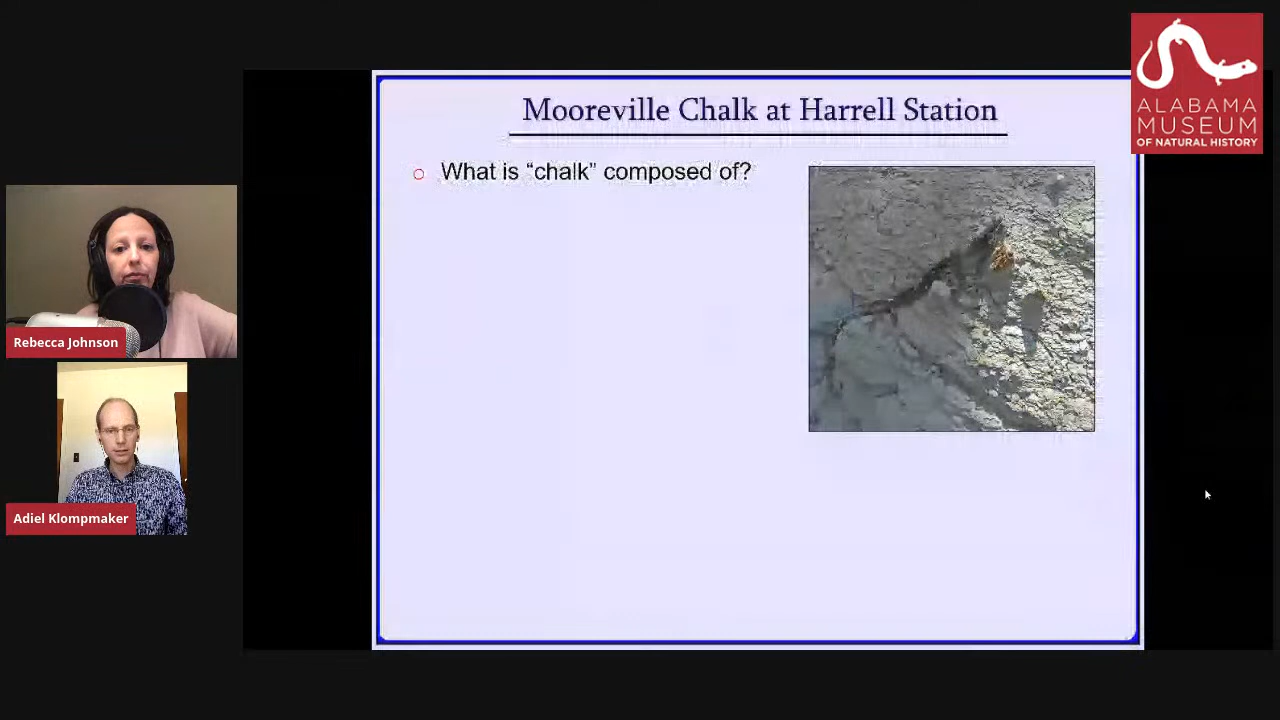 Mooreville Chalk at Harrell Station
What is “chalk” composed of?
ALABAMA
MUSEUM
OF NATURAL HISTORY
Rebecca Johnson
Adiel Klompmaker